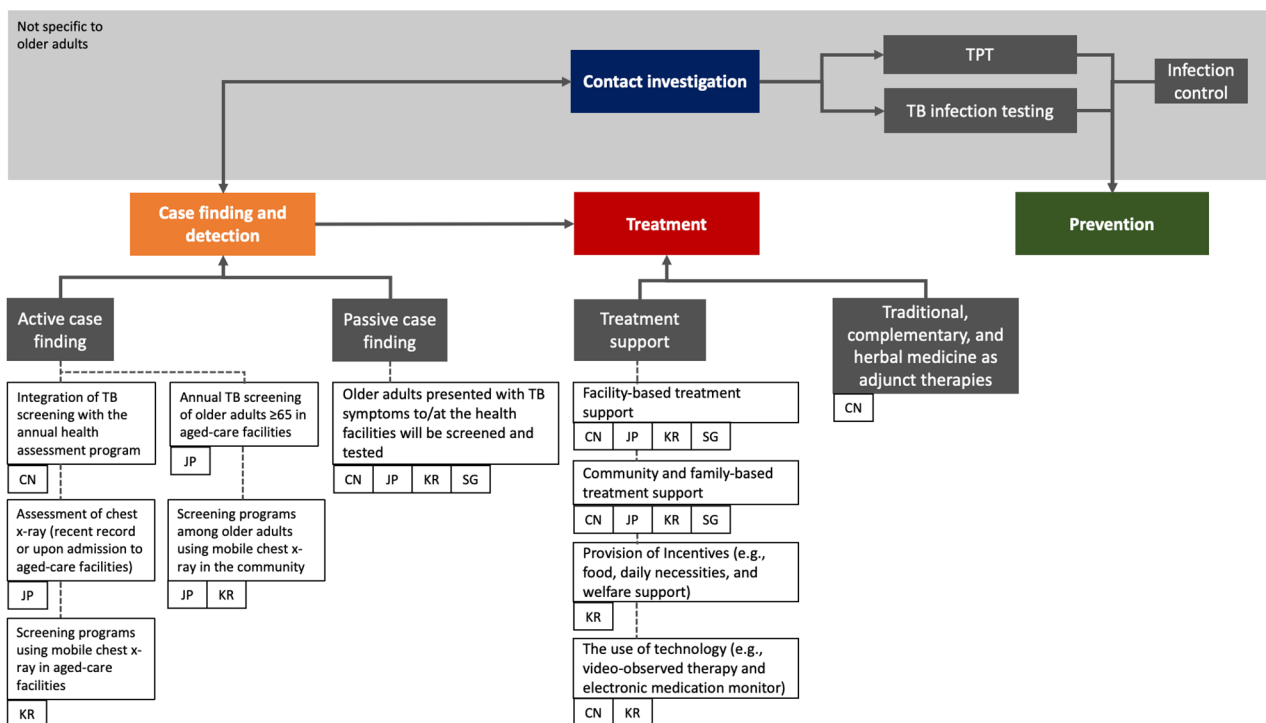 Not specific to
older adults
Contact investigation
TPT
TB infection testing
Infection
control
Case finding and
detection
Treatment
Prevention
Active case
finding
Passive case
finding
Treatment
support
Traditional,
complementary, and
herbal medicine as
adjunct therapies
CN
Integration of TB
screening with the
annual health
assessment program
CN
Annual TB screening
of older adults ≥65 in
aged-care facilities
JP
Older adults presented with TB
symptoms to/at the health
facilities will be screened and
tested
CN JP KR SG
Facility-based treatment
support
CN JP KR SG
Community and family-based
treatment support
CN JP KR SG
Assessment of chest
x-ray (recent record
or upon admission to
aged-care facilities)
JP
Screening programs
among older adults
using mobile chest x-
ray in the community
JP KR
Provision of Incentives (e.g.,
food, daily necessities, and
welfare support)
KR
Screening programs
using mobile chest x-
ray in aged-care
facilities
KR
The use of technology (e.g.,
video-observed therapy and
electronic medication monitor)
CN KR